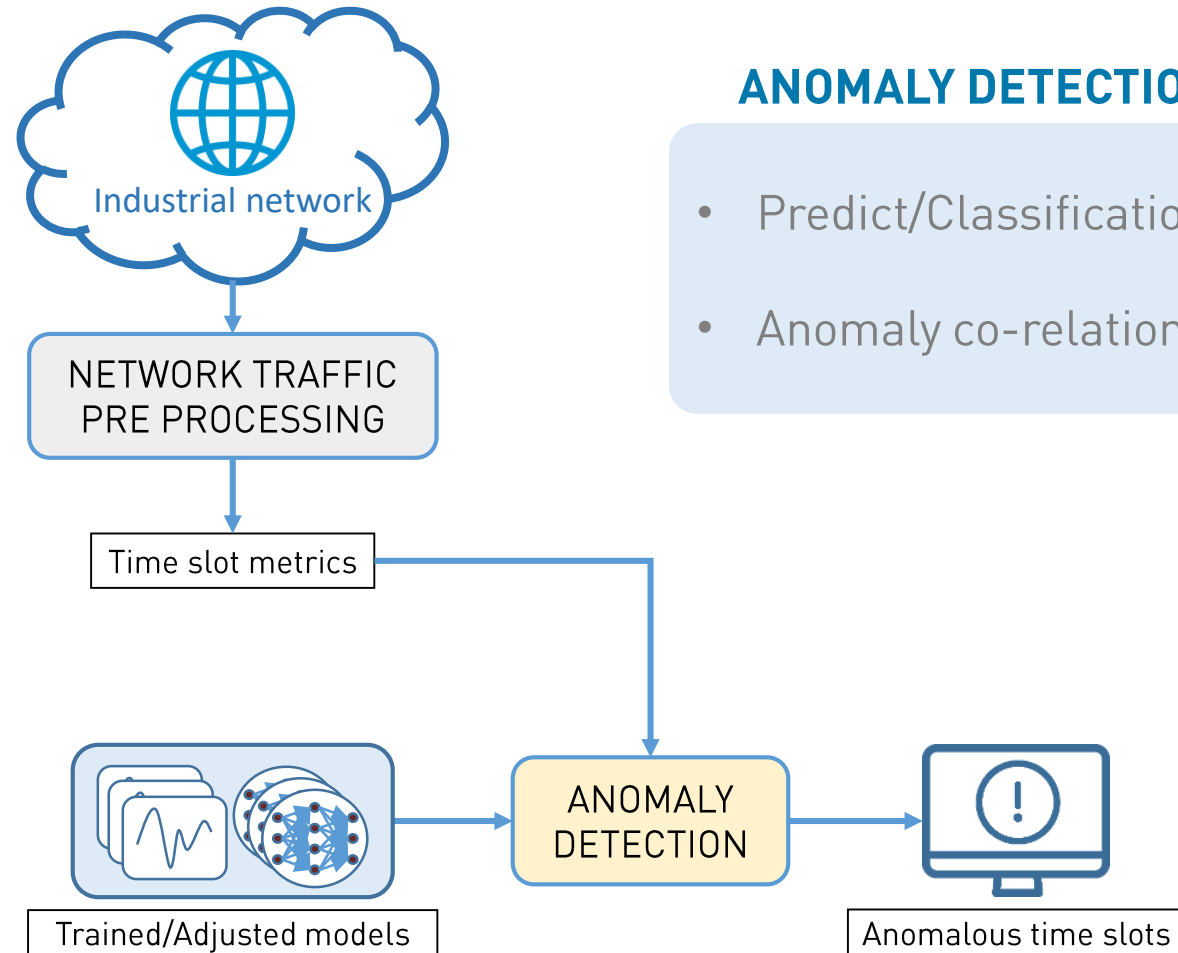 Industrial network
NETWORK TRAFFIC
PRE PROCESSING
Time slot metrics
ANOMALY DETECTIO
• Predict/Classificatio
• Anomaly co-relation
ANOMALY
DETECTION
Trained/Adjusted models
Anomalous time slots